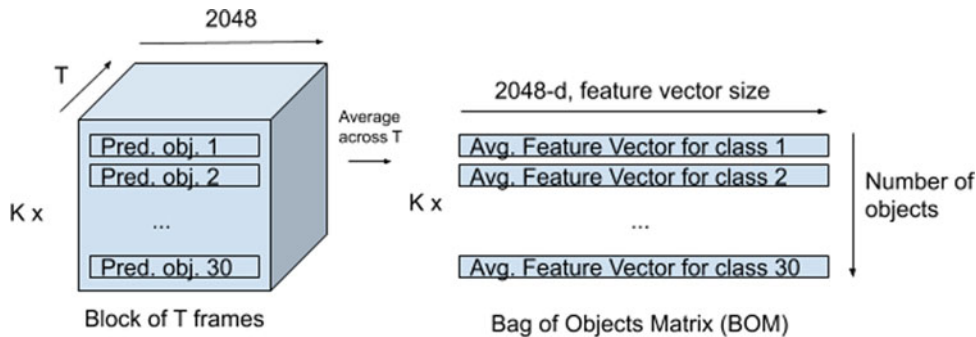 2048
T
Pred. obj. 1
Pred. obj. 2
...
Pred. obj. 30
K x
Block of T frames
Average
across T
2048-d, feature vector size
Avg. Feature Vector for class 1
Avg. Feature Vector for class 2
...
Avg. Feature Vector for class 30
K x
Number of
objects
Bag of Objects Matrix (BOM)